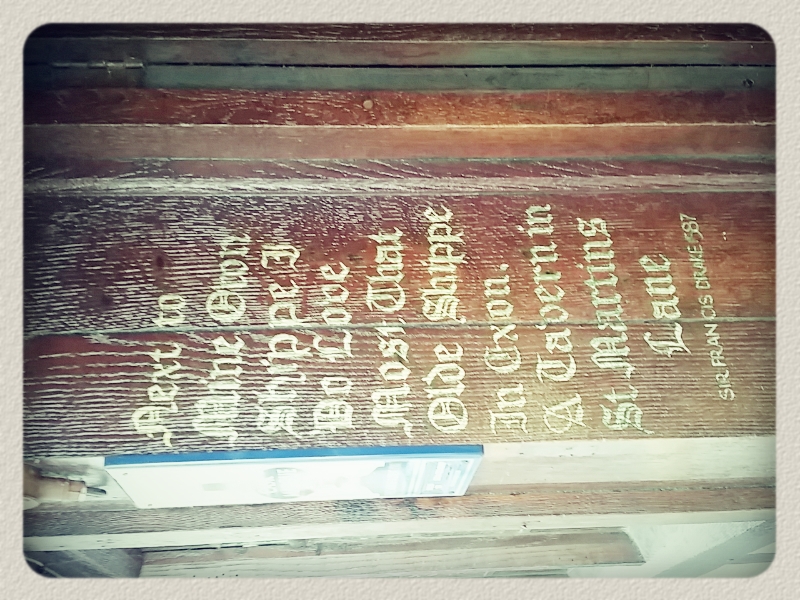 Next to
Mine Own
Shippe I
Do Love
Most That
Olde Shippe
In Exon.
A Tavern in
St Martins
Lane
SIR FRANCIS DRAKE 1587